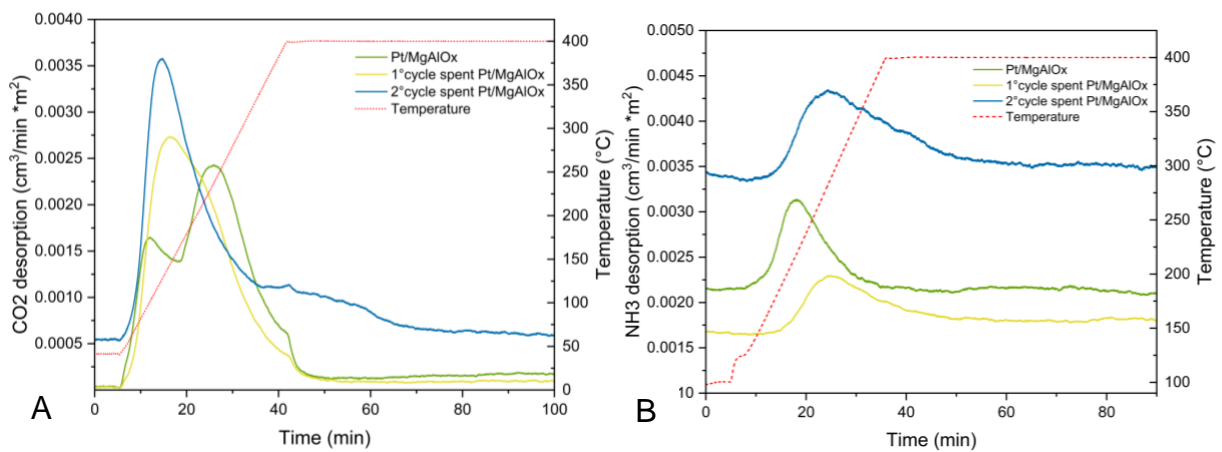 CO2 desorption (cm³/min *m²)
0.0040
0.0035
0.0030
0.0025
0.0020
0.0015
0.0010
0.0005
Pt/MgAlOx
1°cycle spent Pt/MgAlOx
2°cycle spent Pt/MgAlOx
Temperature
400
350
300
250
200
150
100
50
0
Temperature (°C)
0 20 40 60 80 100
Time (min)
A
NH3 desorption (cm³/min m²)
0.0050
0.0045
0.0040
0.0035
0.0030
0.0025
0.0020
0.0015
10
Pt/MgAlOx
1°cycle spent Pt/MgAlOx
2°cycle spent Pt/MgAlOx
Temperature
400
350
300
250
200
150
100
Temperature (°C)
0 20 40 60 80
Time (min)
B